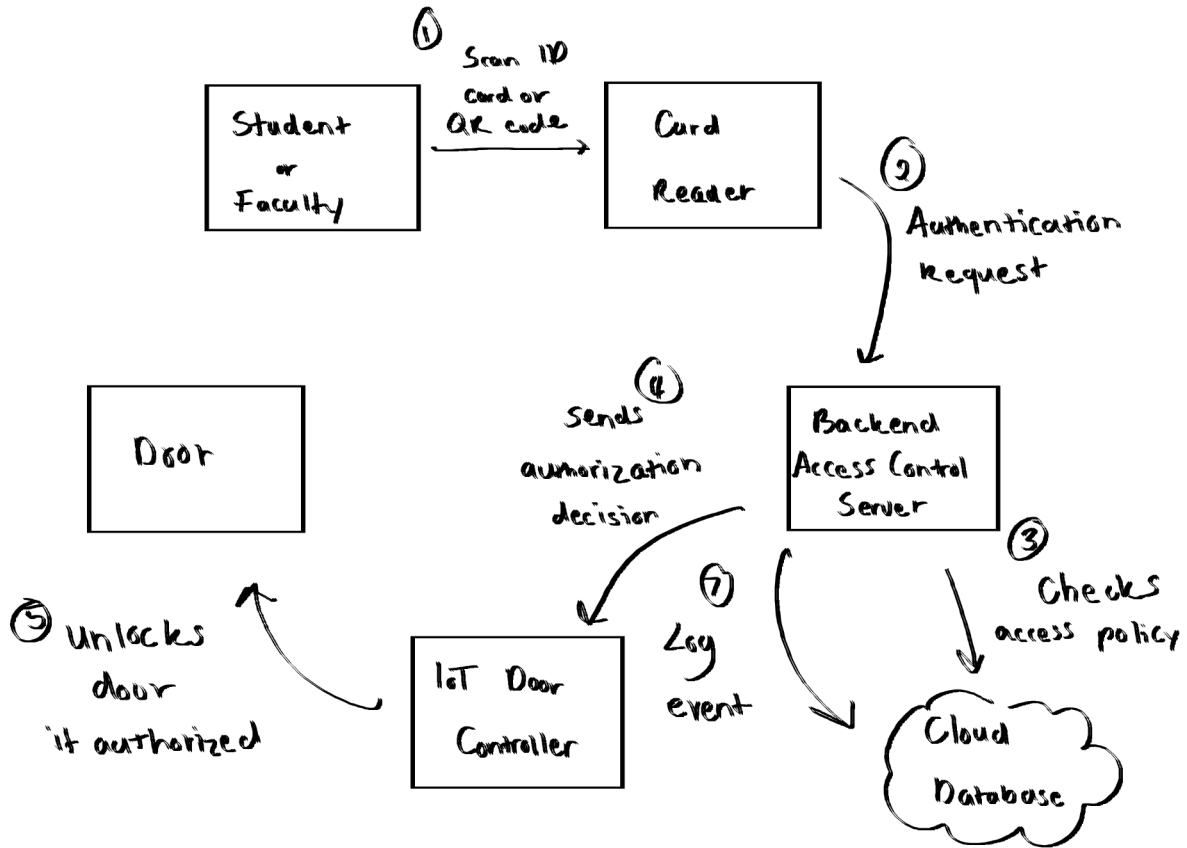 1
Scan ID
Card or
QR code
Student
or
Faculty
Card
Reader
2
Authentication
request
4
sends
authorization
decision
Backend
Access Control
Server
3
Checks
access policy
Door
5
unlocks
door
if authorized
IoT Door
Controller
7
Log
event
Cloud
Database